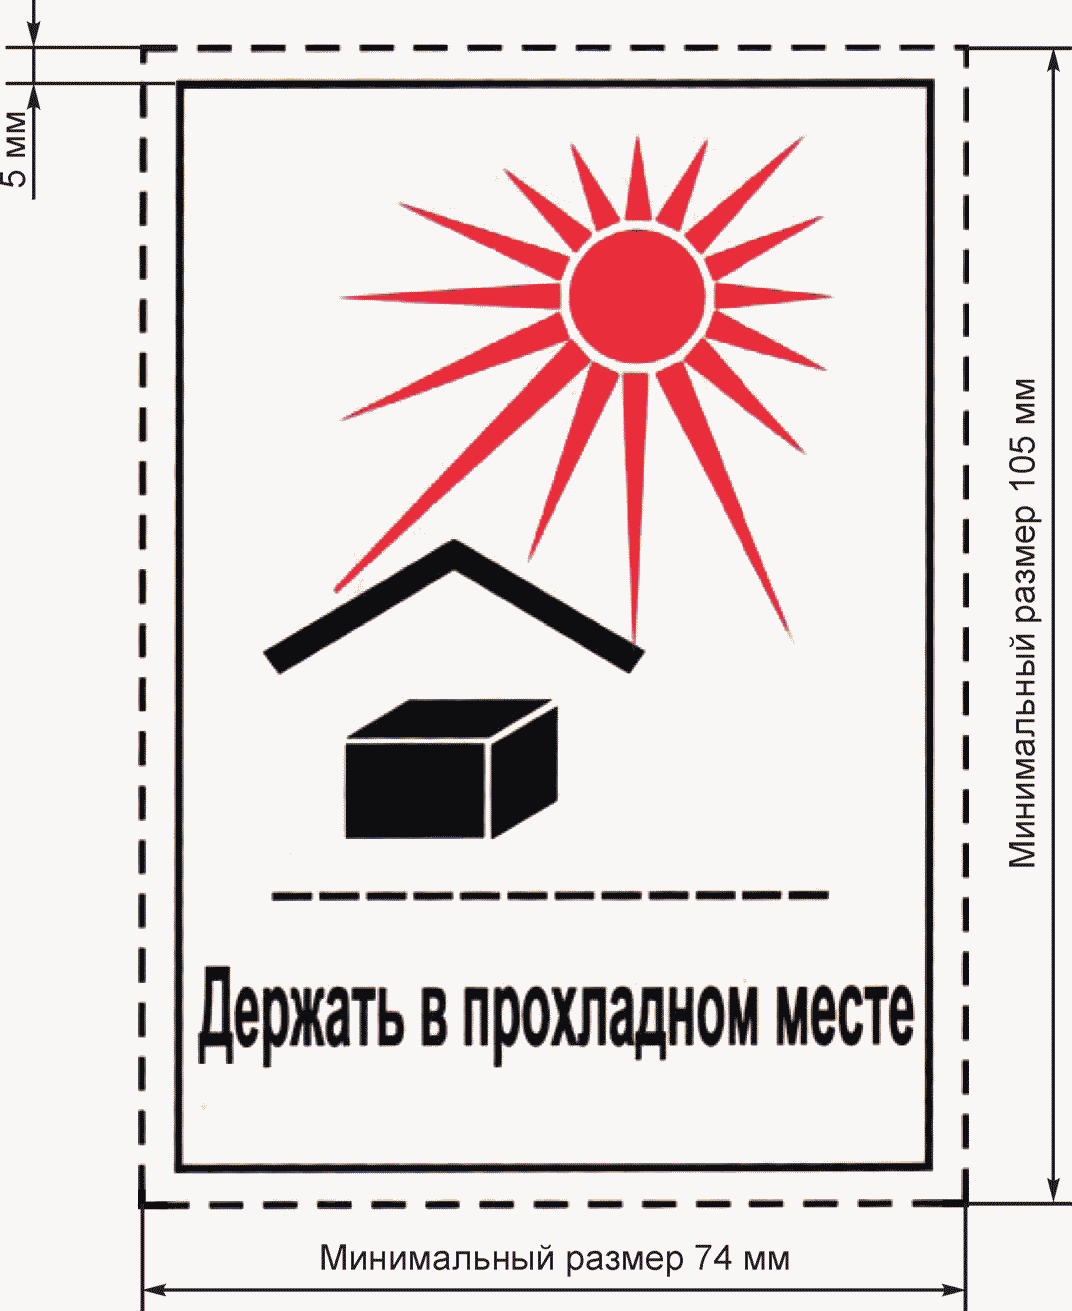 5 мм
Минимальный размер 105 мм
Держать в прохладном месте
Минимальный размер 74 мм